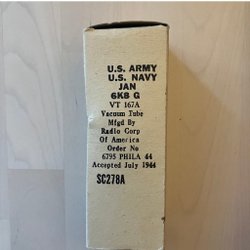 U.S. ARMY
U.S. NAVY
JAN
6K8 G
VT 167A
Vacuum Tube
Mfgd By
Radio Corp
Of America
Order No
6795 PHILA 44
Accepted July 1944
SC278A